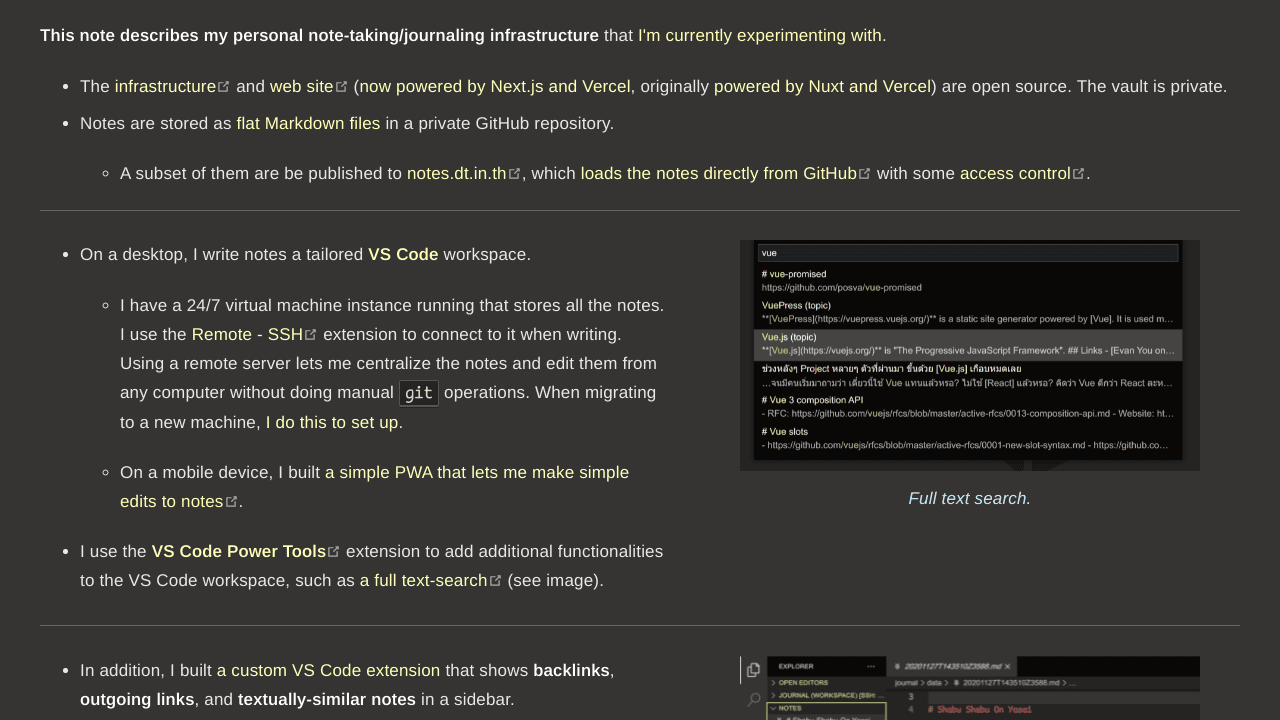 This note describes my personal note-taking/journaling infrastructure that I'm currently experimenting with.
The infrastructure and web site (now powered by Next.js and Vercel, originally powered by Nuxt and Vercel) are open source. The vault is private.
Notes are stored as flat Markdown files in a private GitHub repository.
A subset of them are be published to notes.dt.in.th, which loads the notes directly from GitHub with some access control.
On a desktop, I write notes a tailored VS Code workspace.
I have a 24/7 virtual machine instance running that stores all the notes.
I use the Remote - SSH extension to connect to it when writing.
Using a remote server lets me centralize the notes and edit them from
any computer without doing manual git operations. When migrating
to a new machine, I do this to set up.
On a mobile device, I built a simple PWA that lets me make simple
edits to notes.
I use the VS Code Power Tools extension to add additional functionalities
to the VS Code workspace, such as a full text-search (see image).
vue
# vue-promised
https://github.com/posva/vue-promised
VuePress (topic)
**[VuePress](https://vuepress.vuejs.org/)** is a static site generator powered by [Vue]. It is used m…
Vue.js (topic)
**[Vue.js](https://vuejs.org/)** is "The Progressive JavaScript Framework". ## Links - [Evan You on…
ช่วงหลังๆ Project หลายๆ ตัวที่ผ่านมา ขึ้นด้วย [Vue.js] เกือบหมดเลย
…จนมีคนเริ่มมาถามว่า เดี๋ยวนี้ใช้ Vue แทนแล้วหรอ? ไม่ใช้ [React] แล้วหรอ? คิดว่า Vue ดีกว่า React ตะห…
# Vue 3 composition API
- RFC: https://github.com/vuejs/rfcs/blob/master/active-rfcs/0013-composition-api.md - Website: ht…
# Vue slots
- https://github.com/vuejs/rfcs/blob/master/active-rfcs/0001-new-slot-syntax.md - https://github.co…
Full text search.
In addition, I built a custom VS Code extension that shows backlinks,
outgoing links, and textually-similar notes in a sidebar.
EXPLORER ···
OPEN EDITORS
JOURNAL (WORKSPACE) [SSH: ...
NOTES
20201127T143510Z3588.md
journal > data > 20201127T143510Z3588.md > ...
3
4 # Shabu Shabu On Yasai